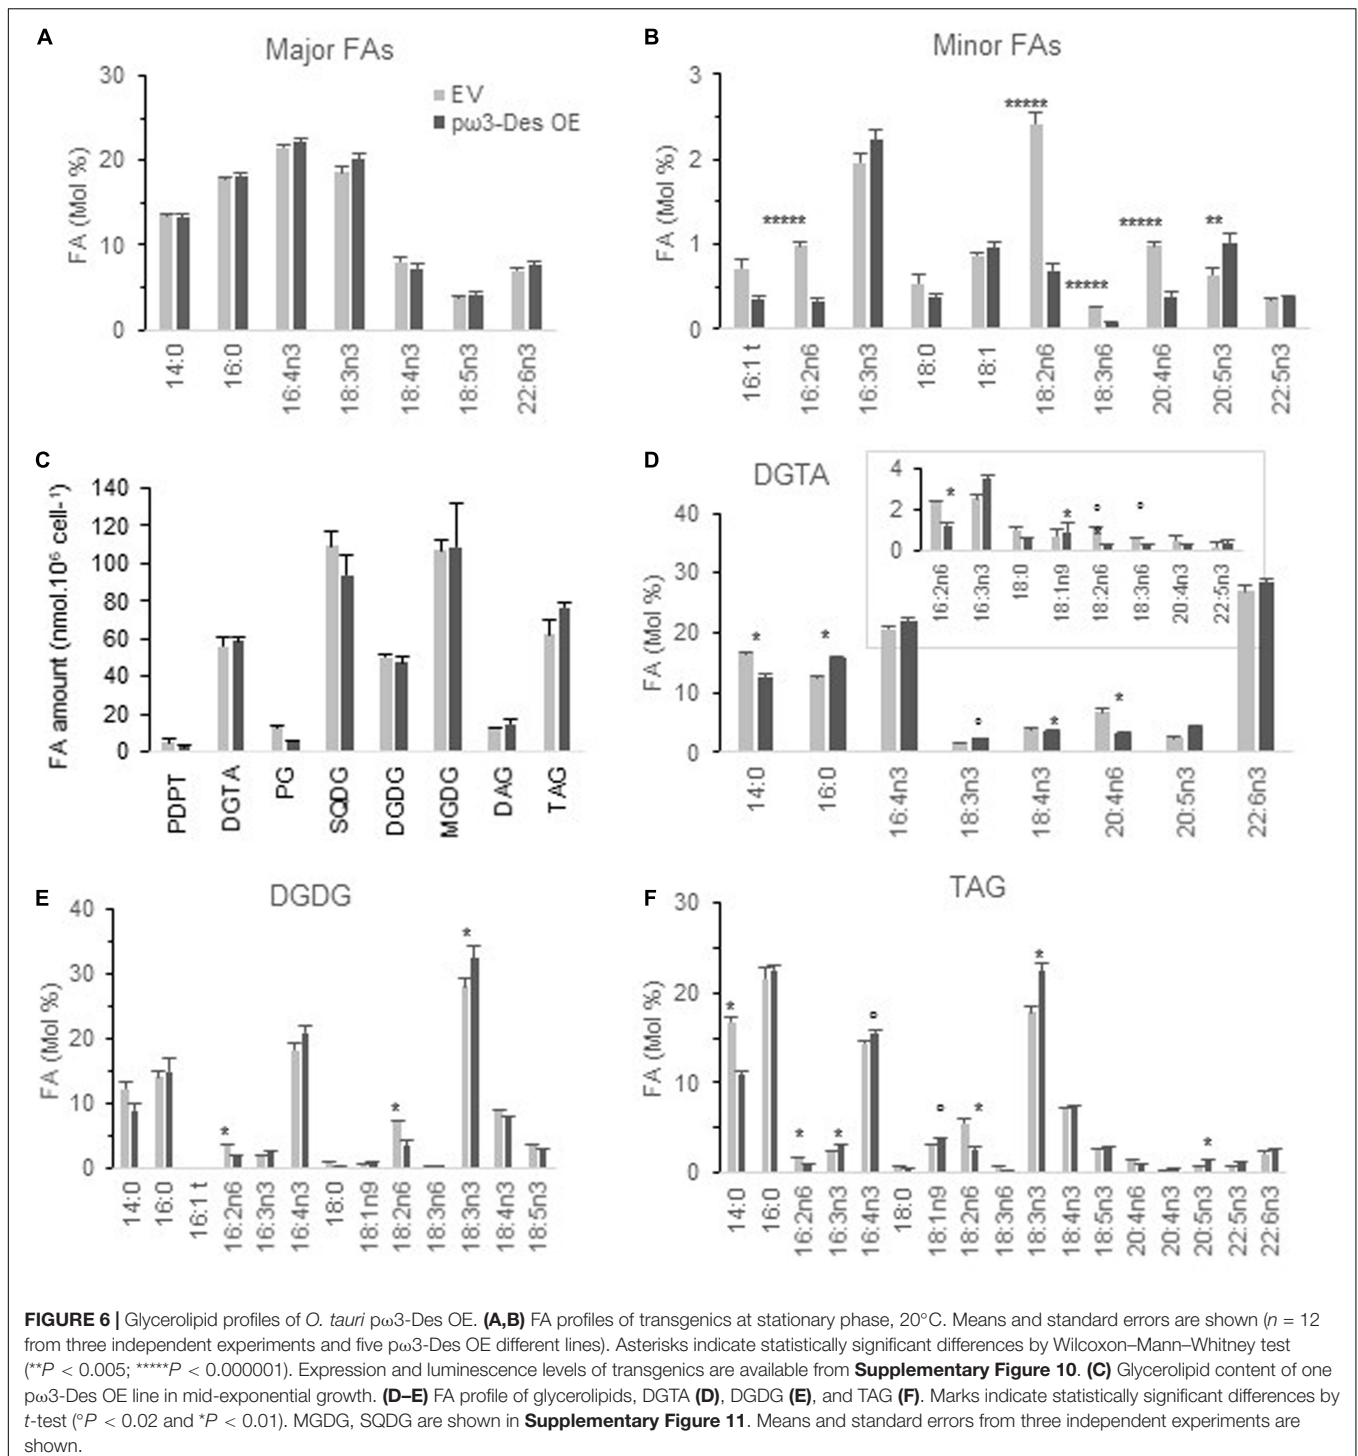 A
Major FAs
FA (Mol %)
30
20
10
0
EV
pω3-Des OE
14:0
16:0
16:4n3
18:3n3
18:4n3
18:5n3
22:6n3
B
Minor FAs
FA (Mol %)
3
2
1
0
*****
*****
*****
*****
**
16:1 t
16:2n6
16:3n3
18:0
18:1
18:2n6
18:3n6
20:4n6
20:5n3
22:5n3
C
FA amount (nmol.10⁶ cell-¹)
140
120
100
80
60
40
20
0
PDPT
DGTA
PG
SQDG
DGDG
MGDG
DAG
TAG
D
DGTA
FA (Mol %)
40
30
20
10
0
* * ° * *
14:0
16:0
16:4n3
18:3n3
18:4n3
20:4n6
20:5n3
22:6n3
4
2
0
* * ° * °
16:2n6
16:3n3
18:0
18:1n9
18:2n6
18:3n6
20:4n3
22:5n3
E
DGDG
FA (Mol %)
40
30
20
10
0
* * *
14:0
16:0
16:1 t
16:2n6
16:3n3
16:4n3
18:0
18:1n9
18:2n6
18:3n6
18:3n3
18:4n3
18:5n3
F
TAG
FA (Mol %)
30
20
10
0
* * * ° ° * * *
14:0
16:0
16:2n6
16:3n3
16:4n3
18:0
18:1n9
18:2n6
18:3n6
18:3n3
18:4n3
18:5n3
20:4n6
20:4n3
20:5n3
22:5n3
22:6n3
FIGURE 6 | Glycerolipid profiles of O. tauri pω3-Des OE. (A,B) FA profiles of transgenics at stationary phase, 20°C. Means and standard errors are shown (n = 12
from three independent experiments and five pω3-Des OE different lines). Asterisks indicate statistically significant differences by Wilcoxon–Mann–Whitney test
(**P < 0.005; *****P < 0.000001). Expression and luminescence levels of transgenics are available from Supplementary Figure 10. (C) Glycerolipid content of one
pω3-Des OE line in mid-exponential growth. (D–E) FA profile of glycerolipids, DGTA (D), DGDG (E), and TAG (F). Marks indicate statistically significant differences by
t-test (°P < 0.02 and *P < 0.01). MGDG, SQDG are shown in Supplementary Figure 11. Means and standard errors from three independent experiments are
shown.